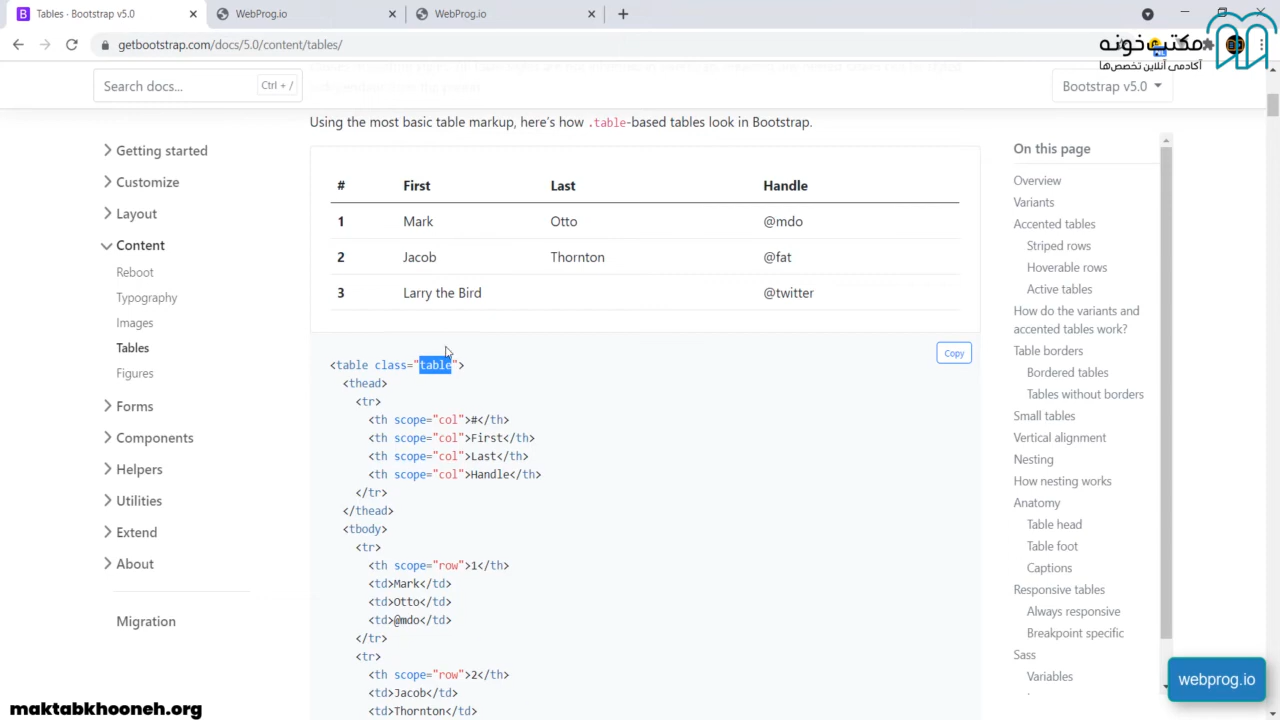 Tables · Bootstrap v5.0
WebProg.io
WebProg.io
getbootstrap.com/docs/5.0/content/tables/
مکتب‌خونه
آکادمی آنلاین تخصص‌ها
Search docs...
Ctrl + /
Bootstrap v5.0
Using the most basic table markup, here's how .table-based tables look in Bootstrap.
Getting started
Customize
Layout
Content
Reboot
Typography
Images
Tables
Figures
Forms
Components
Helpers
Utilities
Extend
About
Migration
# First Last Handle
1 Mark Otto @mdo
2 Jacob Thornton @fat
3 Larry the Bird @twitter
Copy
<table class="table">
<thead>
<tr>
<th scope="col">#</th>
<th scope="col">First</th>
<th scope="col">Last</th>
<th scope="col">Handle</th>
</tr>
</thead>
<tbody>
<tr>
<th scope="row">1</th>
<td>Mark</td>
<td>Otto</td>
<td>@mdo</td>
</tr>
<tr>
<th scope="row">2</th>
<td>Jacob</td>
<td>Thornton</td>
On this page
Overview
Variants
Accented tables
Striped rows
Hoverable rows
Active tables
How do the variants and
accented tables work?
Table borders
Bordered tables
Tables without borders
Small tables
Vertical alignment
Nesting
How nesting works
Anatomy
Table head
Table foot
Captions
Responsive tables
Always responsive
Breakpoint specific
Sass
Variables
webprog.io
maktabkhooneh.org